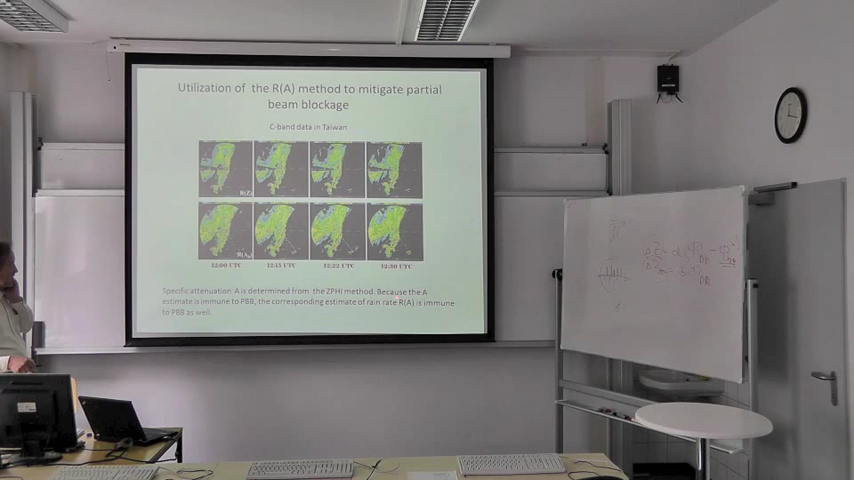 Utilization of the R(A) method to mitigate partial
beam blockage
C-band data in Taiwan
R(Z)
R(A)
12:00 UTC 12:15 UTC 12:22 UTC 12:30 UTC
Specific attenuation A is determined from the ZPHI method. Because the A
estimate is immune to PBB, the corresponding estimate of rain rate R(A) is immune
to PBB as well.